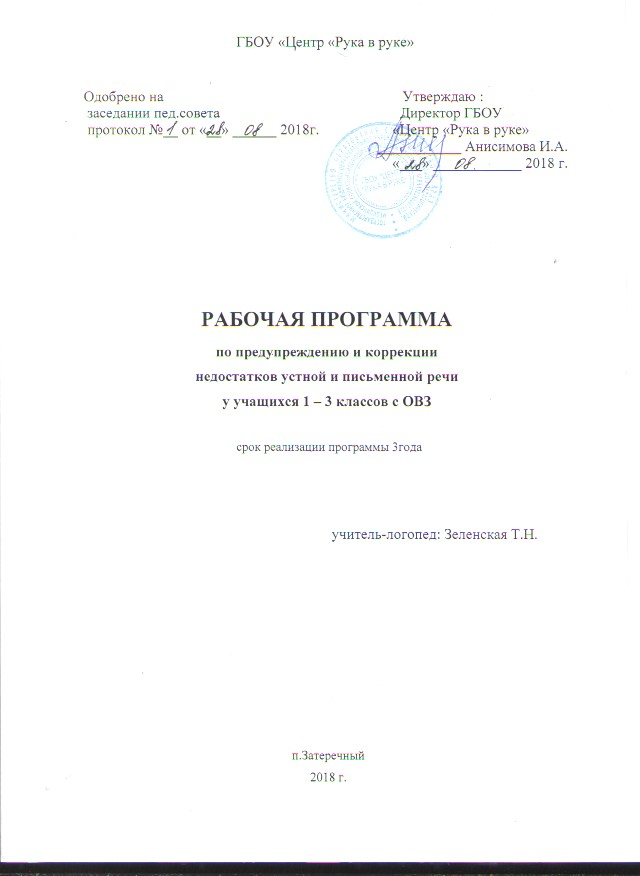 ГБОУ «Центр «Рука в руке»
Одобрено на
заседании пед.совета
протокол № 1 от «28» 08 2018г.
Утверждаю :
Директор ГБОУ
«Центр «Рука в руке»
Анисимова И.А.
«28» 08. 2018 г.
РАБОЧАЯ ПРОГРАММА
по предупреждению и коррекции
недостатков устной и письменной речи
у учащихся 1 – 3 классов с ОВЗ
срок реализации программы 3года
учитель-логопед: Зеленская Т.Н.
п.Затеречный
2018 г.